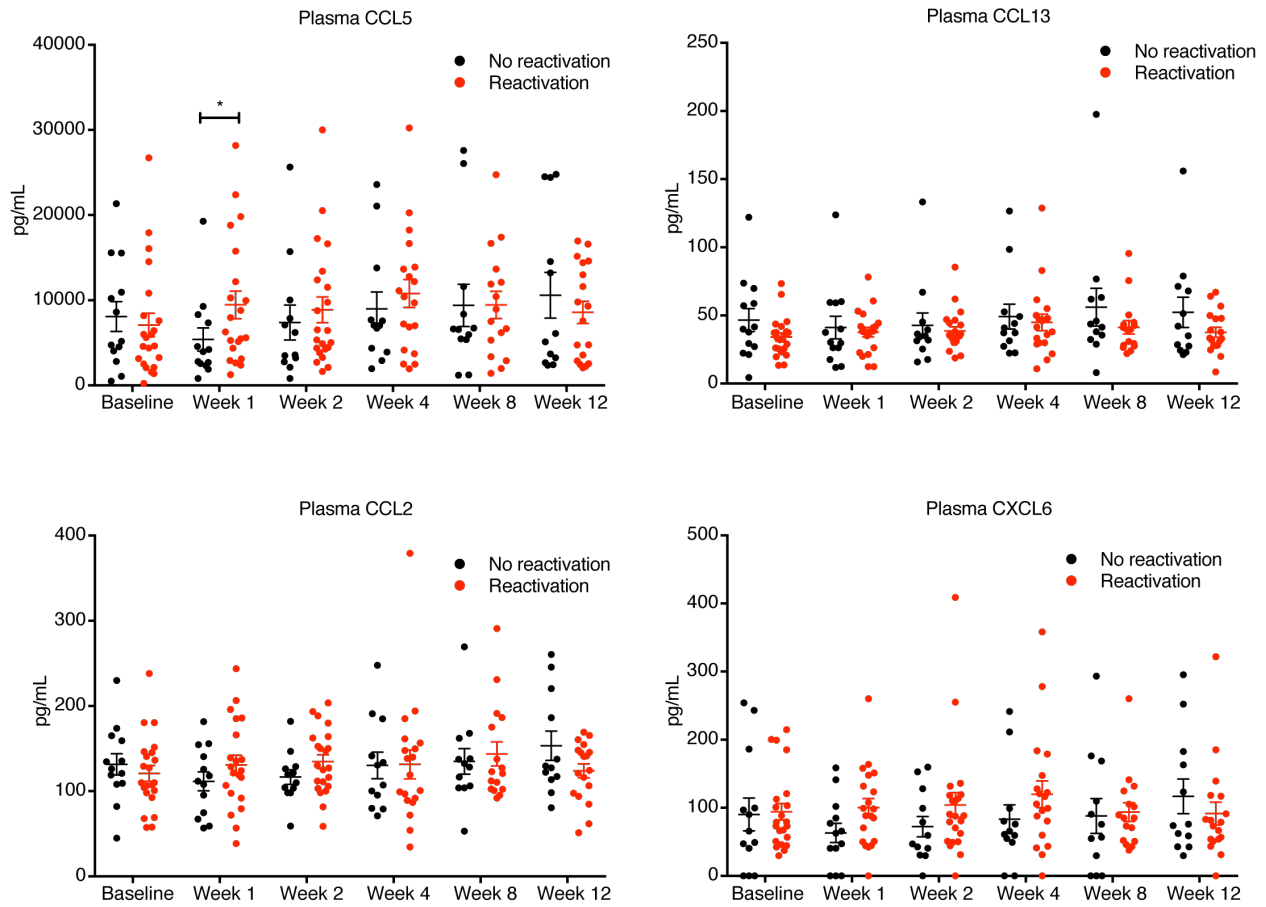 Plasma CCL5
40000
30000
20000
10000
0
pg/mL
No reactivation
Reactivation
*
Baseline Week 1 Week 2 Week 4 Week 8 Week 12
Plasma CCL13
250
200
150
100
50
0
pg/mL
No reactivation
Reactivation
Baseline Week 1 Week 2 Week 4 Week 8 Week 12
Plasma CCL2
400
300
200
100
0
pg/mL
No reactivation
Reactivation
Baseline Week 1 Week 2 Week 4 Week 8 Week 12
Plasma CXCL6
500
400
300
200
100
0
pg/mL
No reactivation
Reactivation
Baseline Week 1 Week 2 Week 4 Week 8 Week 12